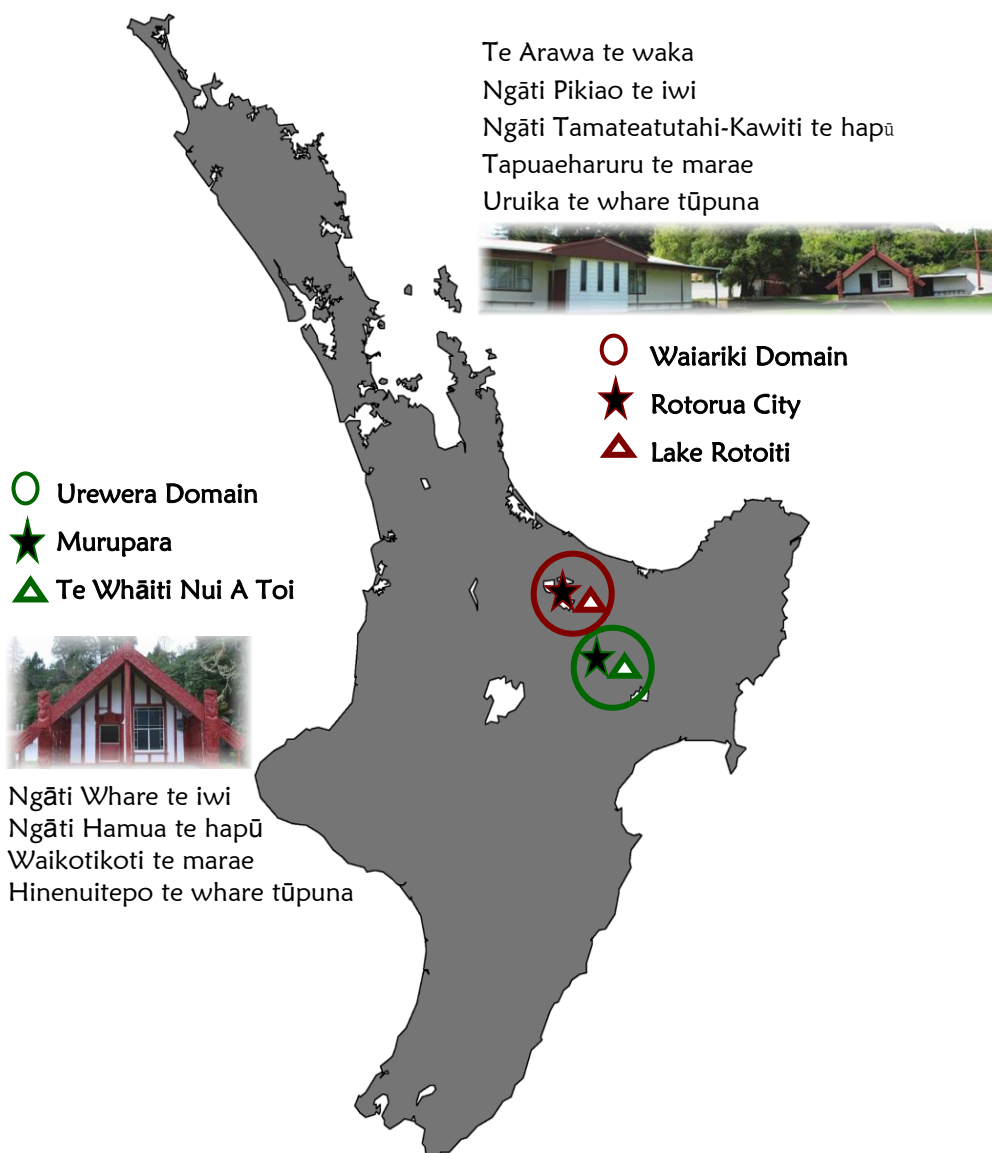 Te Arawa te waka
Ngāti Pikiao te iwi
Ngāti Tamateatutahi-Kawiti te hapū
Tapuaeharuru te marae
Uruika te whare tūpuna
Waiariki Domain
Rotorua City
Lake Rotoiti
Urewera Domain
Murupara
Te Whāiti Nui A Toi
Ngāti Whare te iwi
Ngāti Hamua te hapū
Waikotikoti te marae
Hinenuitepo te whare tūpuna